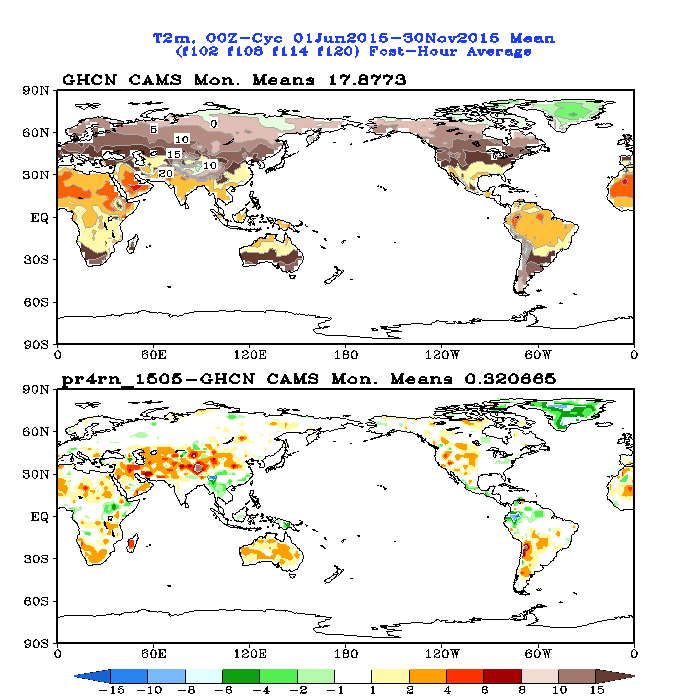 T2m, 00Z-Cyc 01Jun2015-30Nov2015 Mean
(f102 f108 f114 f120) Fcst-Hour Average
GHCN CAMS Mon. Means 17.8773
90N
60N
30N
EQ
30S
60S
90S
0
5
10
15
10
20
0 60E 120E 180 120W 60W 0
pr4rn_1505-GHCN CAMS Mon. Means 0.320665
90N
60N
30N
EQ
30S
60S
90S
0 60E 120E 180 120W 60W 0
-15 -10 -8 -6 -4 -2 -1 1 2 4 6 8 10 15